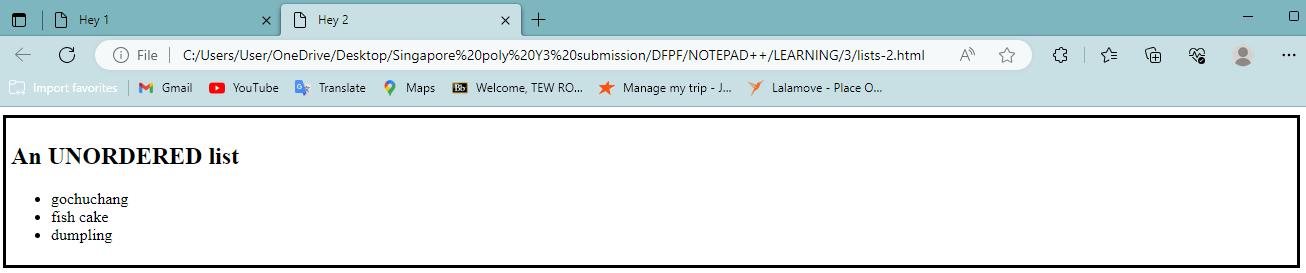 Hey 1
Hey 2
File
C:/Users/User/OneDrive/Desktop/Singapore%20poly%20Y3%20submission/DFPF/NOTEPAD++/LEARNING/3/lists-2.html
A
Import favorites
Gmail
YouTube
Translate
Maps
Bb
Welcome, TEW RO...
Manage my trip - J...
Lalamove - Place O...
An UNORDERED list
• gochuchang
• fish cake
• dumpling